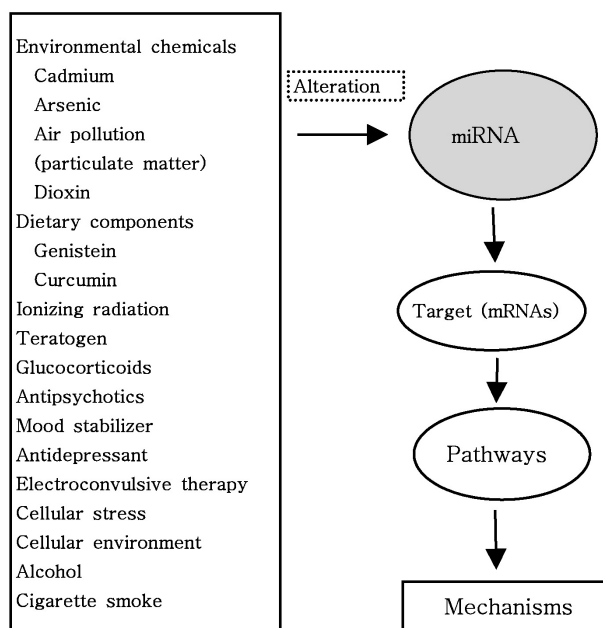 Environmental chemicals
Cadmium
Arsenic
Air pollution
(particulate matter)
Dioxin
Dietary components
Genistein
Curcumin
Ionizing radiation
Teratogen
Glucocorticoids
Antipsychotics
Mood stabilizer
Antidepressant
Electroconvulsive therapy
Cellular stress
Cellular environment
Alcohol
Cigarette smoke
Alteration
miRNA
Target (mRNAs)
Pathways
Mechanisms